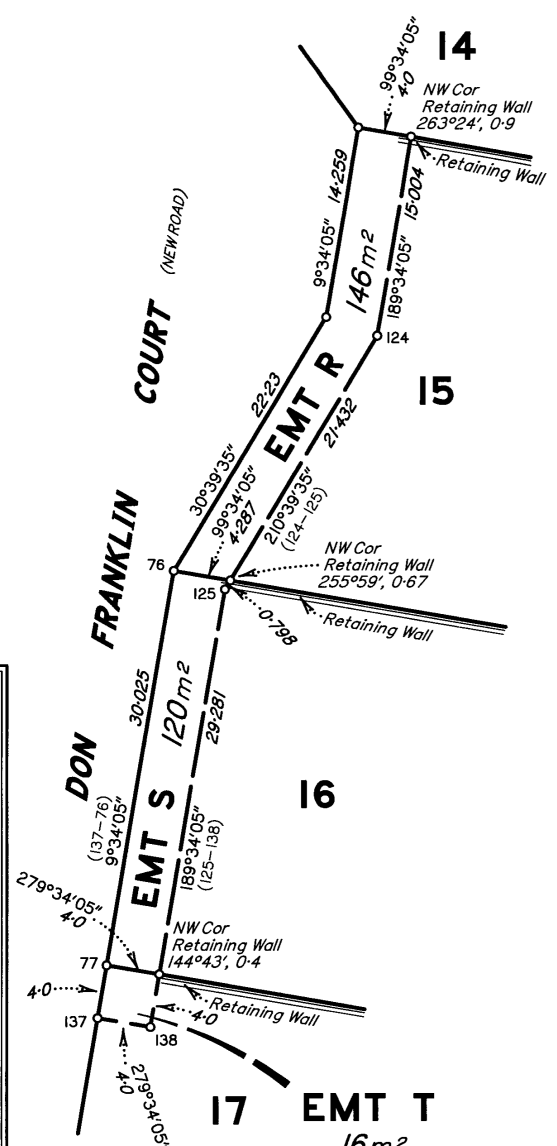 14
99°34'05"
4·0
NW Cor
Retaining Wall
263°24', 0·9
Retaining Wall
14·259
15·004
9°34'05"
146m²
189°34'05"
(NEW ROAD)
COURT
124
15
22·23
EMT R
21·432
30°39'35"
99°34'05"
4·287
210°39'35"
(124–125)
NW Cor
Retaining Wall
255°59', 0·67
FRANKLIN
76
125
0·798
Retaining Wall
30·025
120m²
29·281
DON
16
(137–76)
9°34'05"
EMT S
189°34'05"
(125–138)
279°34'05"
4·0
NW Cor
Retaining Wall
144°43', 0·4
77
4·0
Retaining Wall
4·0
137
138
279°34'05"
4·0
17
EMT T
16m²